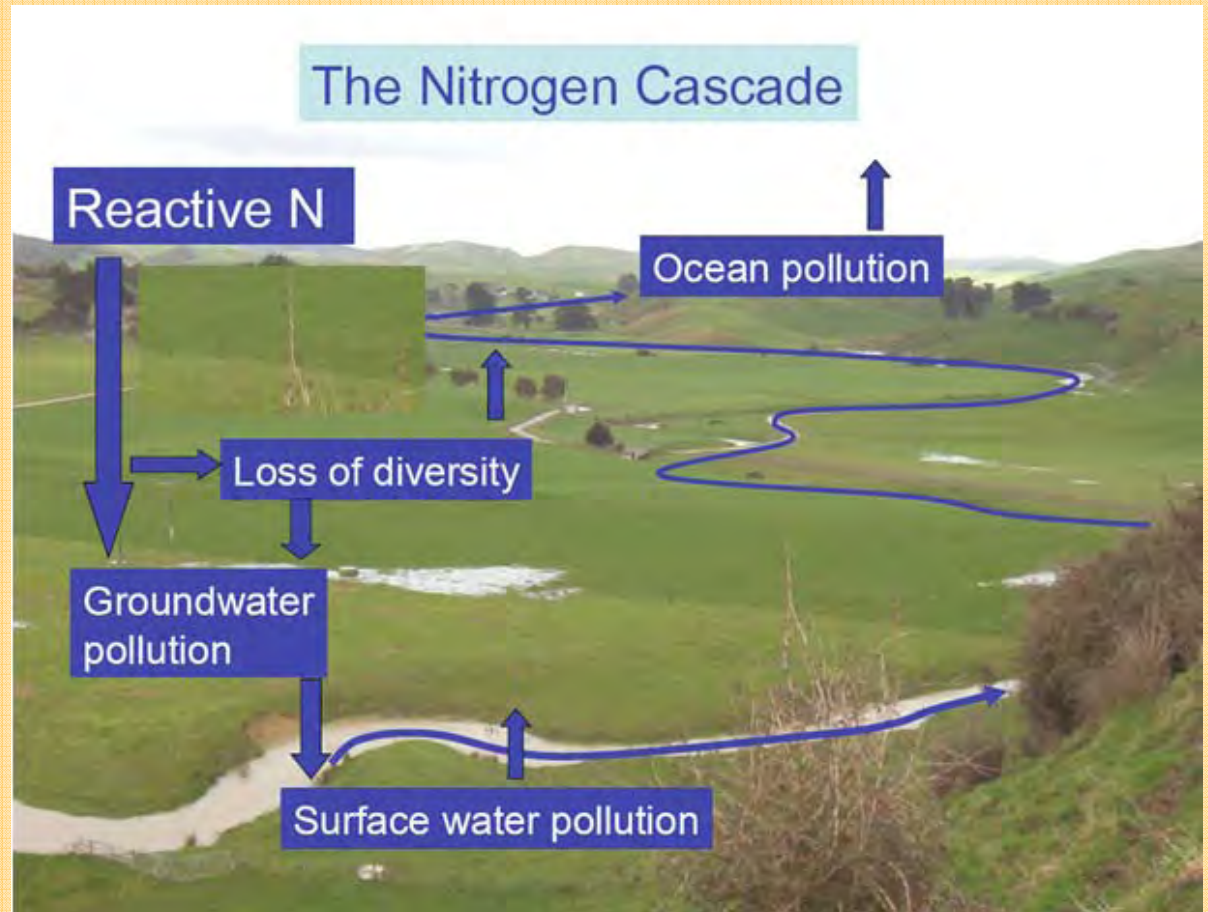 The Nitrogen Cascade
Reactive N
Ocean pollution
Loss of diversity
Groundwater
pollution
Surface water pollution